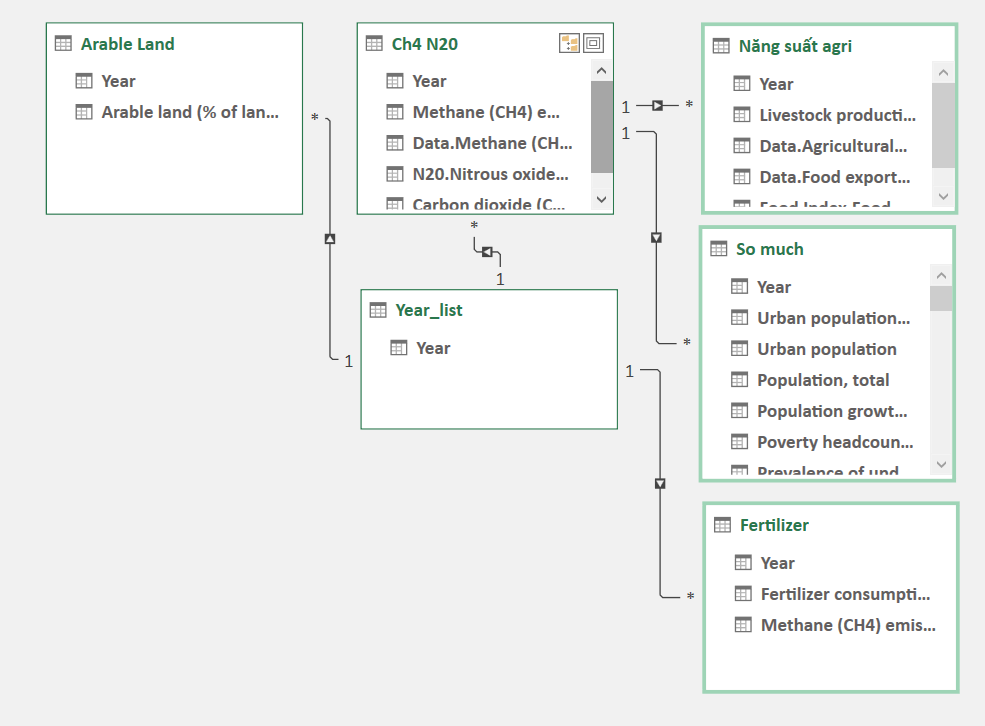 Arable Land
Year
Arable land (% of lan...
Ch4 N20
Year
Methane (CH4) e...
Data.Methane (CH...
N20.Nitrous oxide...
Carbon dioxide (C...
Năng suất agri
Year
Livestock producti...
Data.Agricultural...
Data.Food export...
Food Index.Food
So much
Year
Urban population...
Urban population
Population, total
Population growt...
Poverty headcoun...
Prevalence of und
Year_list
Year
Fertilizer
Year
Fertilizer consumpti...
Methane (CH4) emis...
*
1
1 *
1
*
*
1
1
*